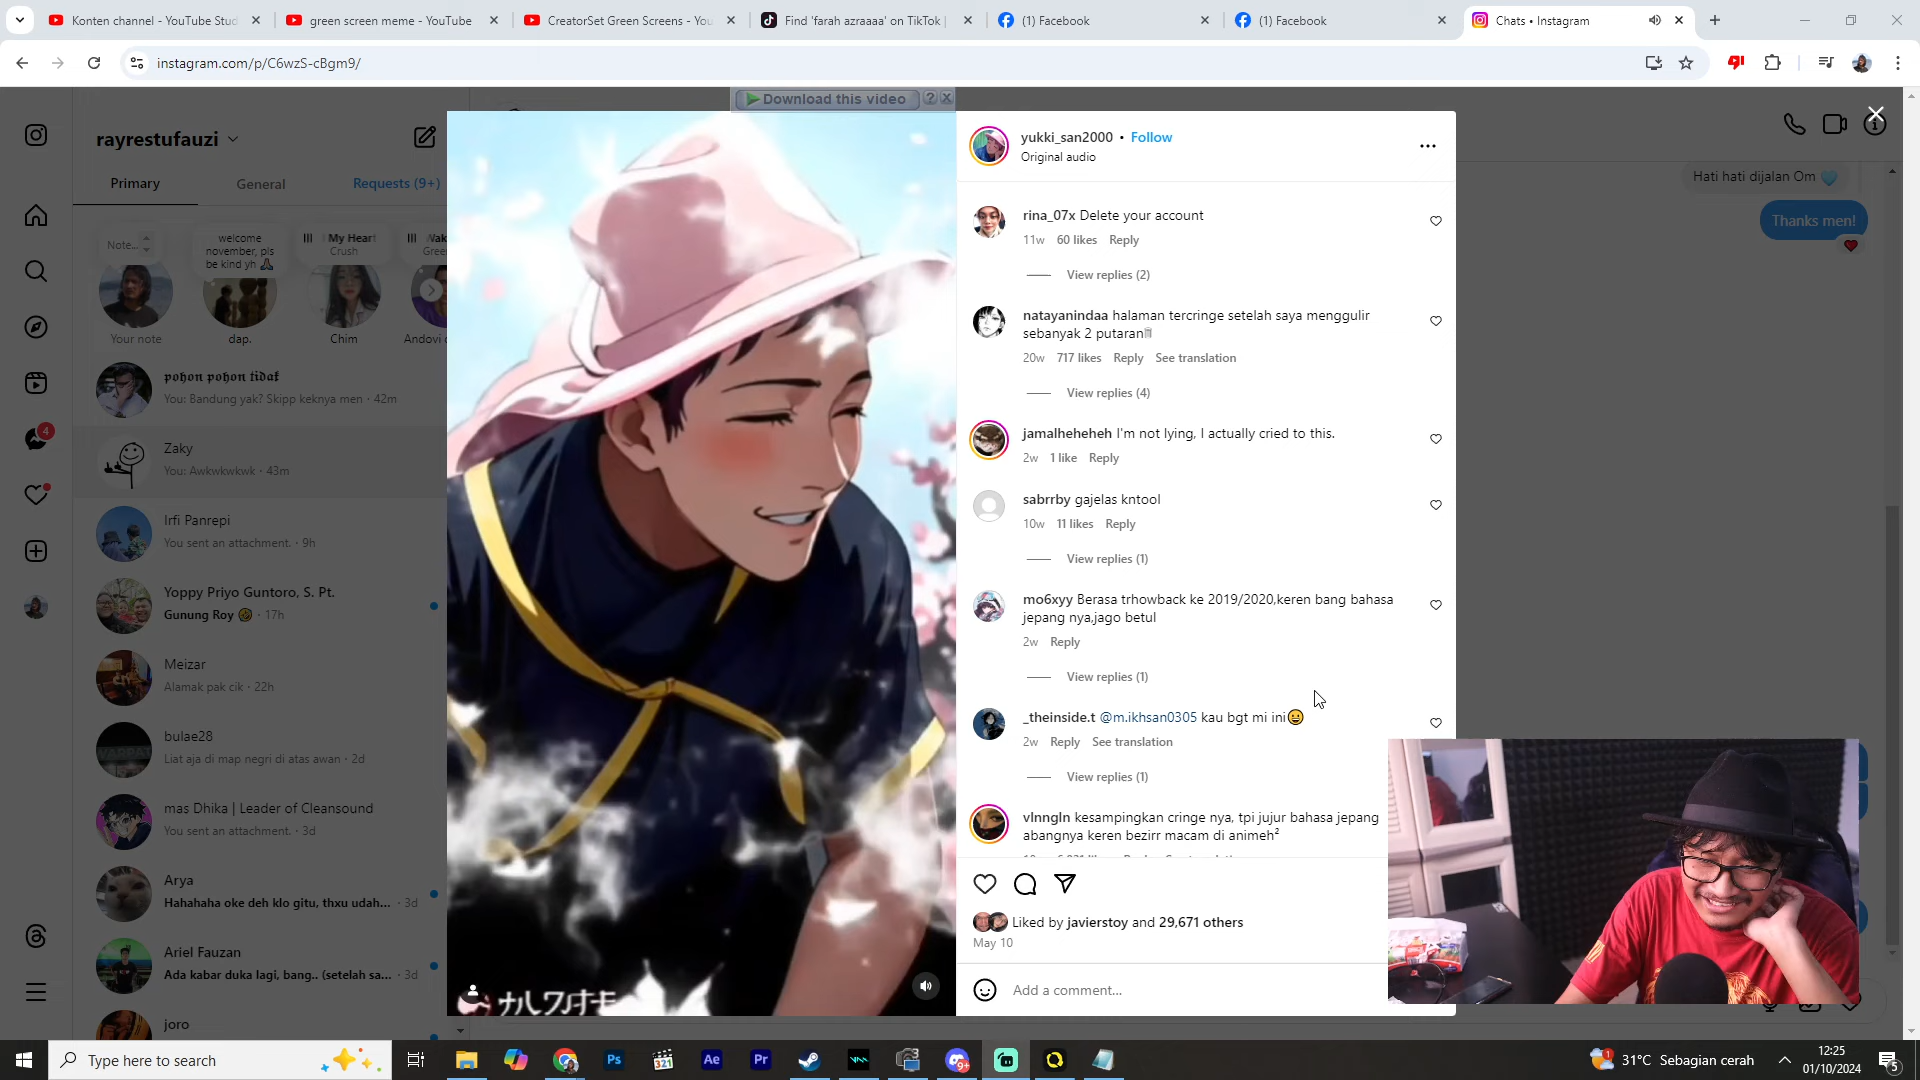 Konten channel - YouTube Stud
green screen meme - YouTube
CreatorSet Green Screens - You
Find 'farah azraaaa' on TikTok |
(1) Facebook
(1) Facebook
Chats • Instagram
instagram.com/p/C6wzS-cBgm9/
Download this video
rayrestufauzi
Primary
General
Requests (9+)
Note...
welcome
november, pls
be kind yh 🙏🏽
My Heart
Crush
Wak
Gree
Your note
dap.
Chim
Andovi d
4
𝖕𝖔𝖍𝖔𝖓 𝖕𝖔𝖍𝖔𝖓 𝖙𝖎𝖉𝖆𝖐
You: Bandung yak? Skipp keknya men · 42m
Zaky
You: Awkwkwkwk · 43m
Irfi Panrepi
You sent an attachment. · 9h
Yoppy Priyo Guntoro, S. Pt.
Gunung Roy 🤣 · 17h
Meizar
Alamak pak cik · 22h
bulae28
Liat aja di map negri di atas awan · 2d
mas Dhika | Leader of Cleansound
You sent an attachment. · 3d
Arya
Hahahaha oke deh klo gitu, thxu udah... · 3d
Ariel Fauzan
Ada kabar duka lagi, bang.. (setelah sa... · 3d
joro
yukki_san2000 • Follow
Original audio
rina_07x Delete your account
11w 60 likes Reply
View replies (2)
natayanindaa halaman tercringe setelah saya menggulir
sebanyak 2 putaran
20w 717 likes Reply See translation
View replies (4)
jamalheheheh I'm not lying, I actually cried to this.
2w 1 like Reply
sabrrby gajelas kntool
10w 11 likes Reply
View replies (1)
mo6xyy Berasa trhowback ke 2019/2020,keren bang bahasa
jepang nya,jago betul
2w Reply
View replies (1)
_theinside.t @m.ikhsan0305 kau bgt mi ini😃
2w Reply See translation
View replies (1)
vlnngln kesampingkan cringe nya, tpi jujur bahasa jepang
abangnya keren bezirr macam di animeh²
Liked by javierstoy and 29,671 others
May 10
Add a comment...
Hati hati dijalan Om 🩵
Thanks men!
Type here to search
Ps
321
Ae
Pr
9+
31°C Sebagian cerah
12:25
01/10/2024
5